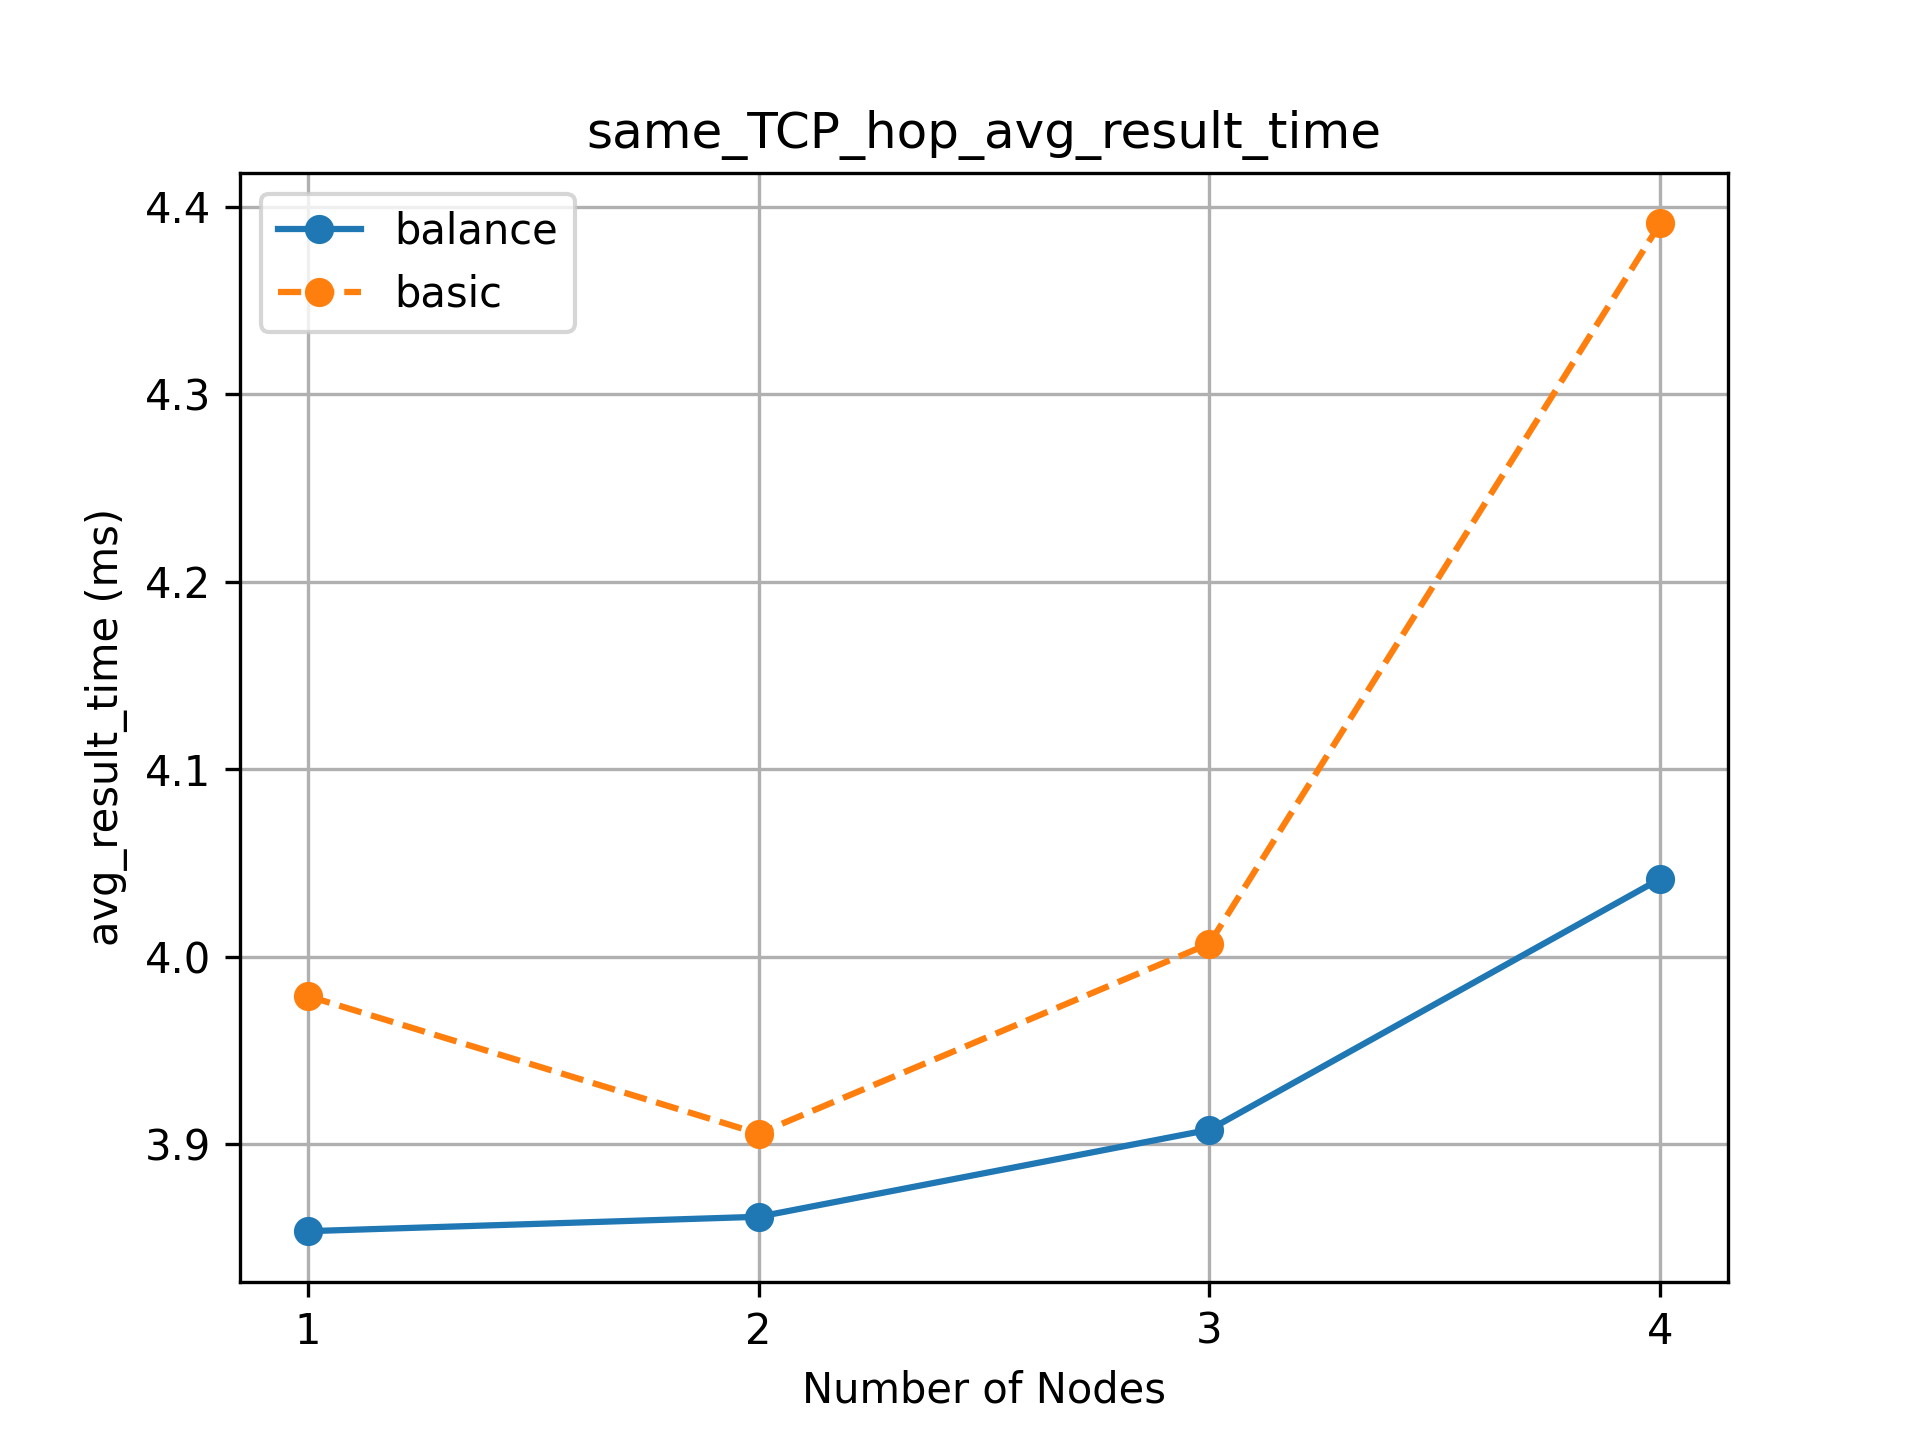 same_TCP_hop_avg_result_time
balance
basic
avg_result_time (ms)
4.4
4.3
4.2
4.1
4.0
3.9
1 2 3 4
Number of Nodes